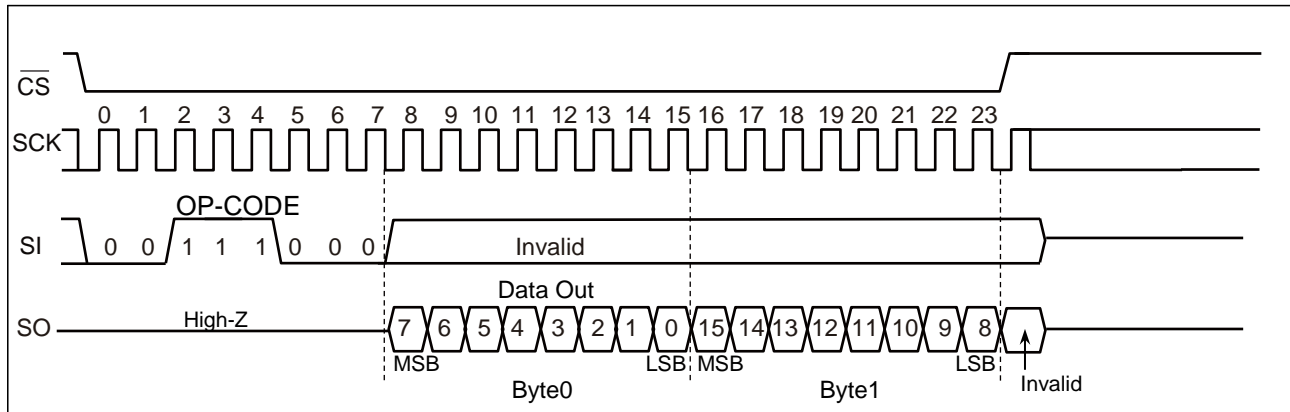 CS
0 1 2 3 4 5 6 7 8 9 10 11 12 13 14 15 16 17 18 19 20 21 22 23
SCK
OP-CODE
SI 0 0 1 1 1 0 0 0 Invalid
Data Out
SO High-Z 7 6 5 4 3 2 1 0 15 14 13 12 11 10 9 8
MSB LSB MSB LSB
Byte0 Byte1 Invalid